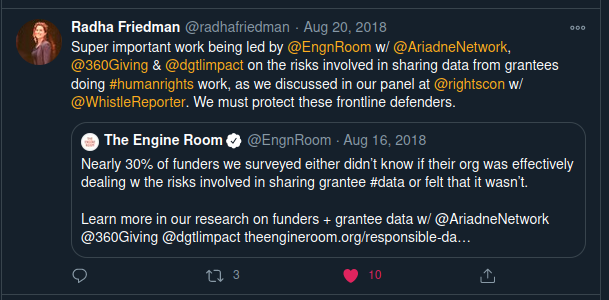 Radha Friedman @radhafriedman · Aug 20, 2018
Super important work being led by @EngnRoom w/ @AriadneNetwork,
@360Giving & @dgtlimpact on the risks involved in sharing data from grantees
doing #humanrights work, as we discussed in our panel at @rightscon w/
@WhistleReporter. We must protect these frontline defenders.
The Engine Room @EngnRoom · Aug 16, 2018
Nearly 30% of funders we surveyed either didn't know if their org was effectively
dealing w the risks involved in sharing grantee #data or felt that it wasn't.
Learn more in our research on funders + grantee data w/ @AriadneNetwork
@360Giving @dgtlimpact theengineroom.org/responsible-da…
3 10